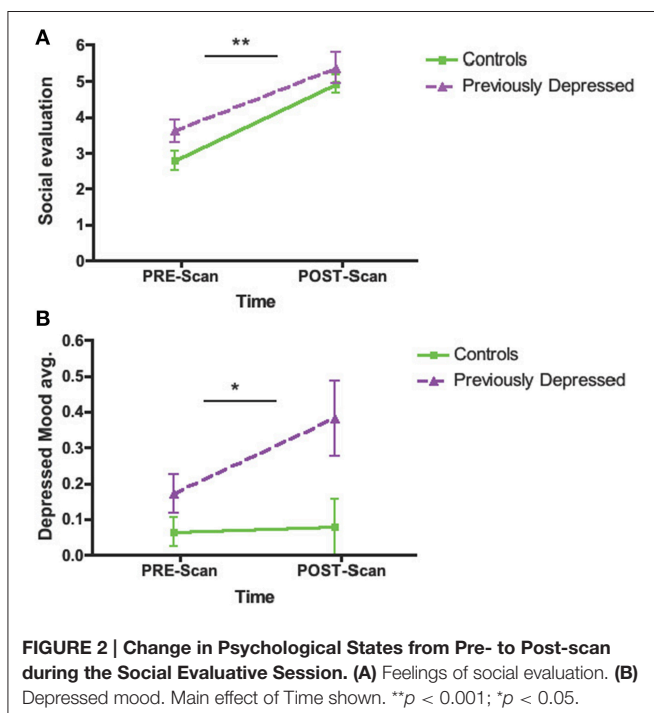 A
**
Controls
Previously Depressed
Social evaluation
6
5
4
3
2
1
0
PRE-Scan POST-Scan
Time
B
*
Controls
Previously Depressed
Depressed Mood avg.
0.6
0.5
0.4
0.3
0.2
0.1
0.0
PRE-Scan POST-Scan
Time
FIGURE 2 | Change in Psychological States from Pre- to Post-scan
during the Social Evaluative Session. (A) Feelings of social evaluation. (B)
Depressed mood. Main effect of Time shown. **p < 0.001; *p < 0.05.